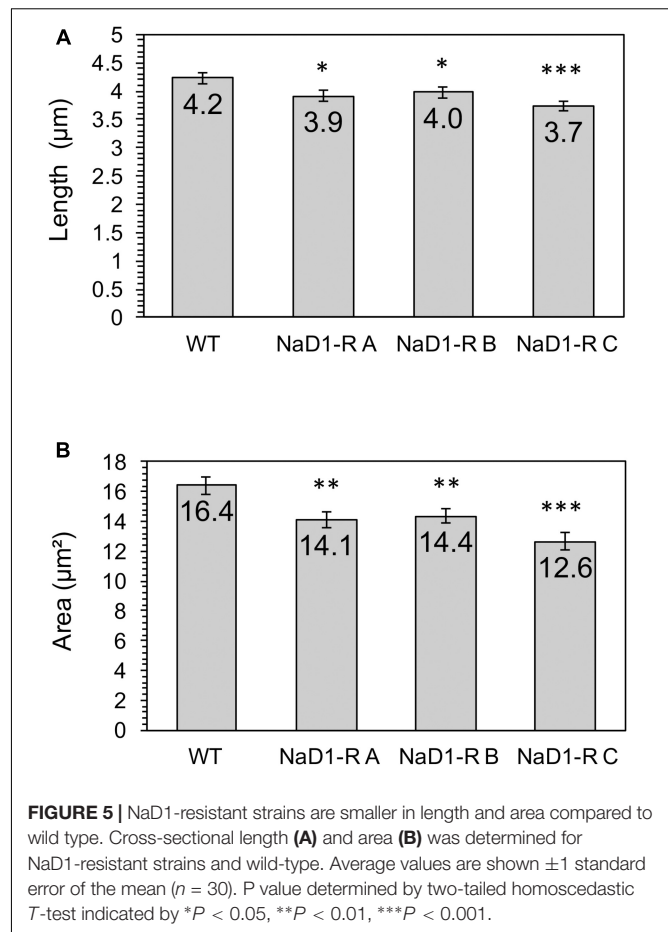 A
Length (µm)
5
4.5
4
3.5
3
2.5
2
1.5
1
0.5
0
* * ***
4.2 3.9 4.0 3.7
WT NaD1-R A NaD1-R B NaD1-R C
B
Area (µm²)
18
16
14
12
10
8
6
4
2
0
** ** ***
16.4 14.1 14.4 12.6
WT NaD1-R A NaD1-R B NaD1-R C
FIGURE 5 | NaD1-resistant strains are smaller in length and area compared to
wild type. Cross-sectional length (A) and area (B) was determined for
NaD1-resistant strains and wild-type. Average values are shown ±1 standard
error of the mean (n = 30). P value determined by two-tailed homoscedastic
T-test indicated by *P < 0.05, **P < 0.01, ***P < 0.001.